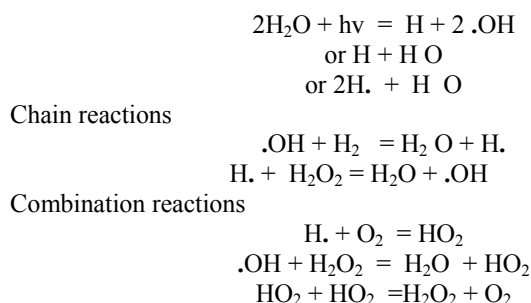 2H₂O + hv = H + 2 .OH
or H + H O
or 2H. + H O
Chain reactions
.OH + H₂ = H₂ O + H.
H. + H₂O₂ = H₂O + .OH
Combination reactions
H. + O₂ = HO₂
.OH + H₂O₂ = H₂O + HO₂
HO₂ + HO₂ =H₂O₂ + O₂